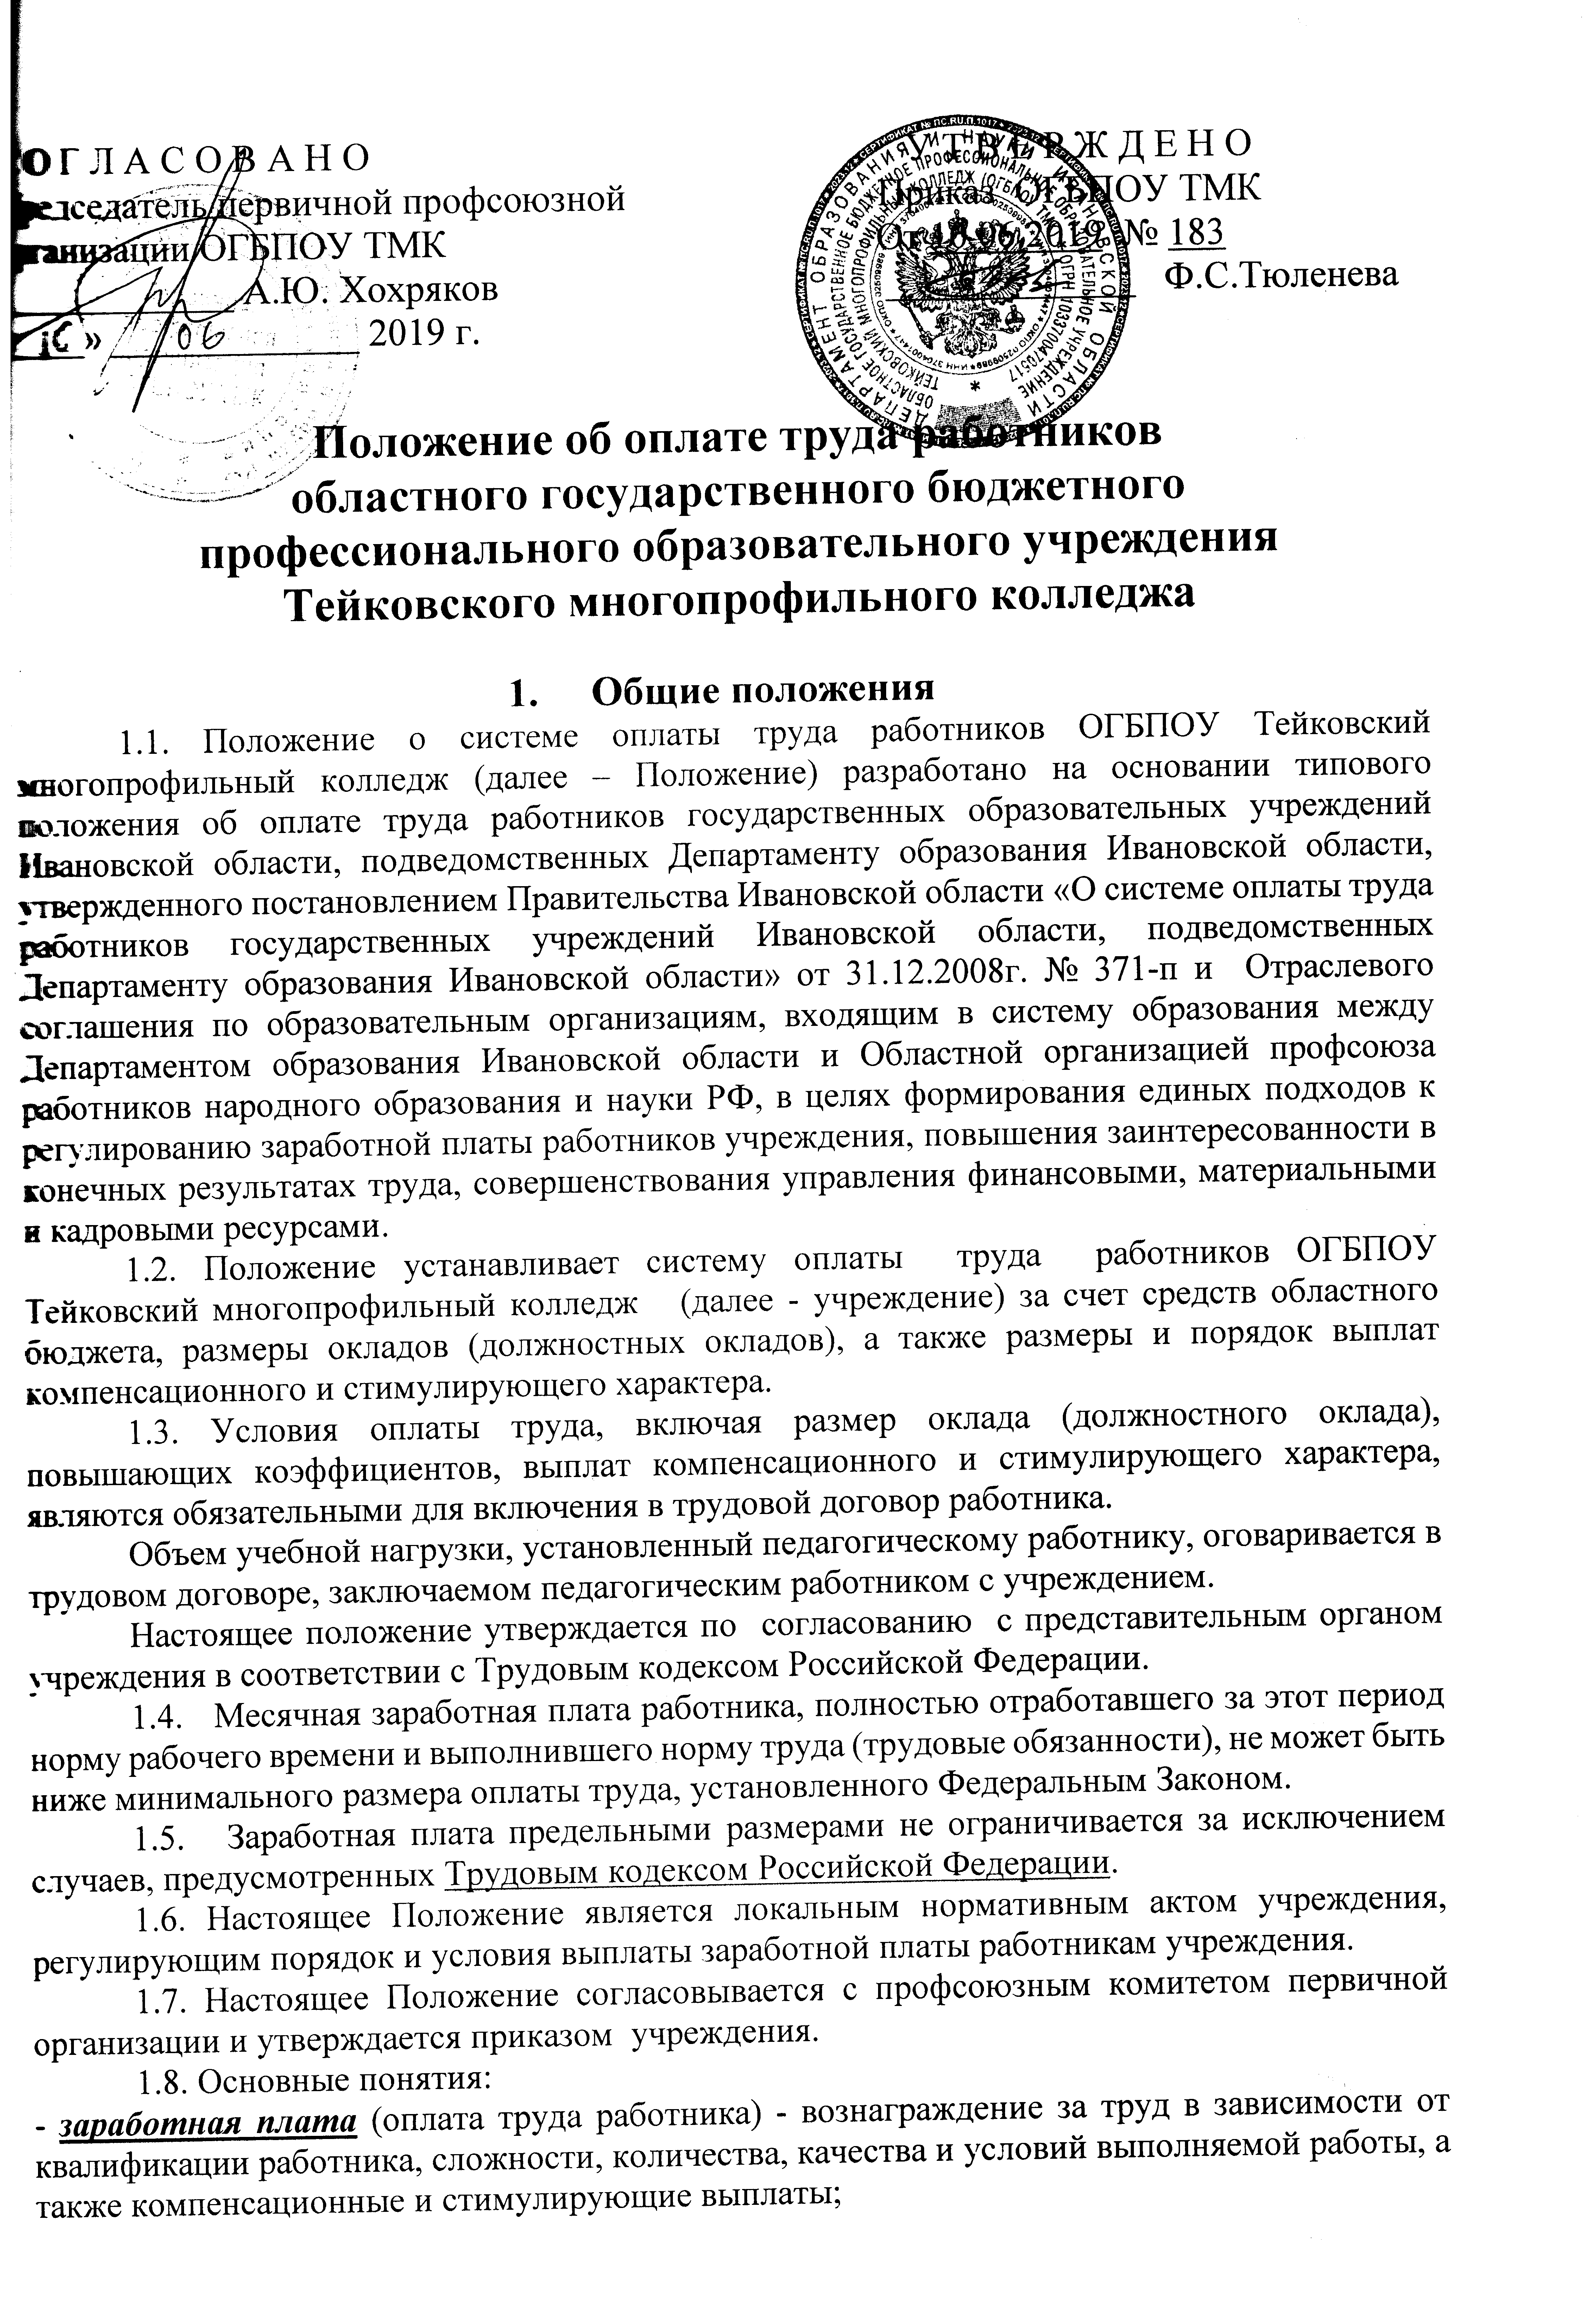 ОГЛАСОВАНО
едседатель первичной профсоюзной
ганизации ОГБПОУ ТМК
А.Ю. Хохряков
» 06 2019 г.
УТВЕРЖДЕНО
Приказ ОГБПОУ ТМК
От 10.06.2019 № 183
Ф.С.Тюленева
Положение об оплате труда работников
областного государственного бюджетного
профессионального образовательного учреждения
Тейковского многопрофильного колледжа
1. Общие положения
1.1. Положение о системе оплаты труда работников ОГБПОУ Тейковский
многопрофильный колледж (далее – Положение) разработано на основании типового
положения об оплате труда работников государственных образовательных учреждений
Ивановской области, подведомственных Департаменту образования Ивановской области,
утвержденного постановлением Правительства Ивановской области «О системе оплаты труда
работников государственных учреждений Ивановской области, подведомственных
Департаменту образования Ивановской области» от 31.12.2008г. № 371-п и Отраслевого
соглашения по образовательным организациям, входящим в систему образования между
Департаментом образования Ивановской области и Областной организацией профсоюза
работников народного образования и науки РФ, в целях формирования единых подходов к
регулированию заработной платы работников учреждения, повышения заинтересованности в
конечных результатах труда, совершенствования управления финансовыми, материальными
и кадровыми ресурсами.
1.2. Положение устанавливает систему оплаты труда работников ОГБПОУ
Тейковский многопрофильный колледж (далее - учреждение) за счет средств областного
бюджета, размеры окладов (должностных окладов), а также размеры и порядок выплат
компенсационного и стимулирующего характера.
1.3. Условия оплаты труда, включая размер оклада (должностного оклада),
повышающих коэффициентов, выплат компенсационного и стимулирующего характера,
являются обязательными для включения в трудовой договор работника.
Объем учебной нагрузки, установленный педагогическому работнику, оговаривается в
трудовом договоре, заключаемом педагогическим работником с учреждением.
Настоящее положение утверждается по согласованию с представительным органом
учреждения в соответствии с Трудовым кодексом Российской Федерации.
1.4. Месячная заработная плата работника, полностью отработавшего за этот период
норму рабочего времени и выполнившего норму труда (трудовые обязанности), не может быть
ниже минимального размера оплаты труда, установленного Федеральным Законом.
1.5. Заработная плата предельными размерами не ограничивается за исключением
случаев, предусмотренных Трудовым кодексом Российской Федерации.
1.6. Настоящее Положение является локальным нормативным актом учреждения,
регулирующим порядок и условия выплаты заработной платы работникам учреждения.
1.7. Настоящее Положение согласовывается с профсоюзным комитетом первичной
организации и утверждается приказом учреждения.
1.8. Основные понятия:
- заработная плата (оплата труда работника) - вознаграждение за труд в зависимости от
квалификации работника, сложности, количества, качества и условий выполняемой работы, а
также компенсационные и стимулирующие выплаты;